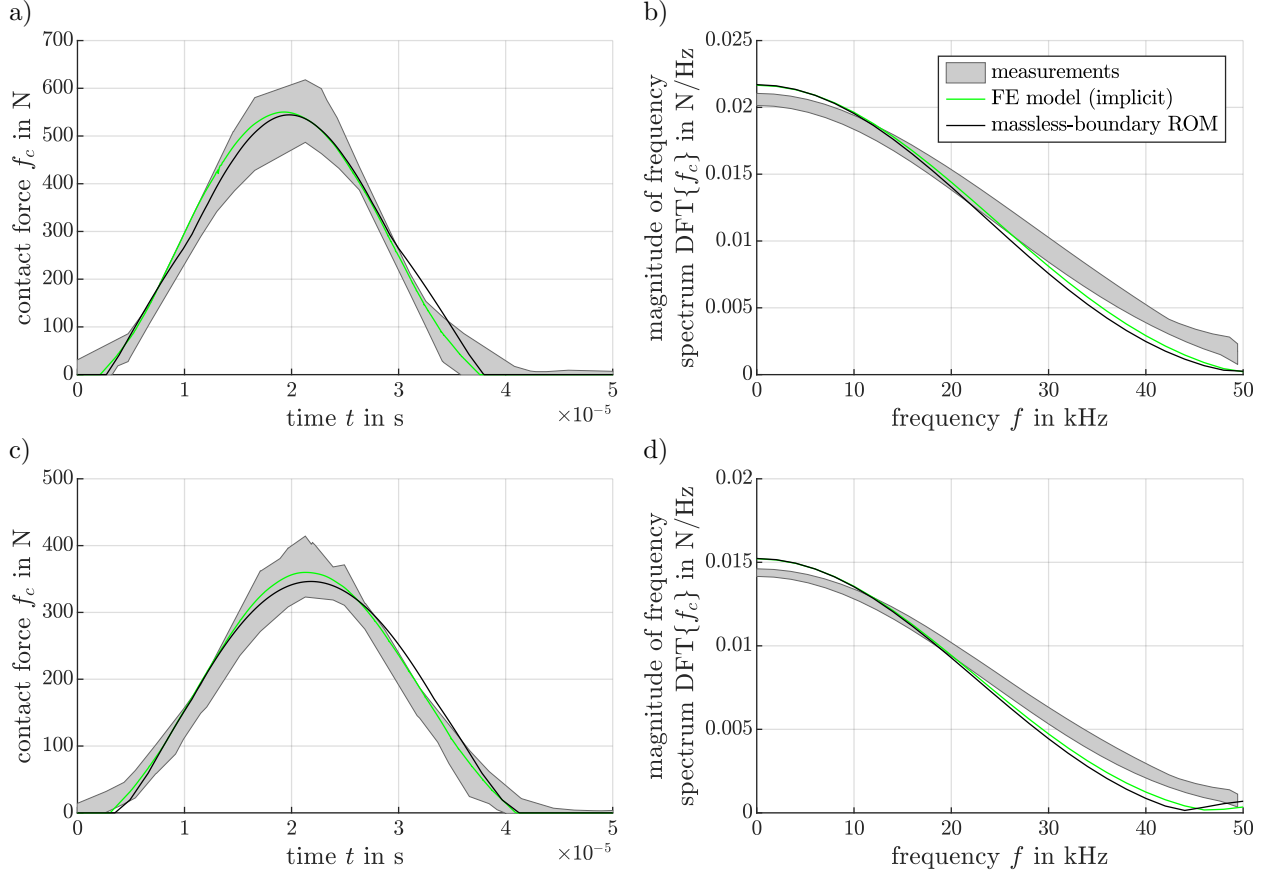 a)
700
600
500
400
300
200
100
0
contact force f_c in N
0 1 2 3 4 5
×10⁻⁵
time t in s
b)
0.025
0.02
0.015
0.01
0.005
0
magnitude of frequency
spectrum DFT{f_c} in N/Hz
measurements
FE model (implicit)
massless-boundary ROM
0 10 20 30 40 50
frequency f in kHz
c)
500
400
300
200
100
0
contact force f_c in N
0 1 2 3 4 5
×10⁻⁵
time t in s
d)
0.02
0.015
0.01
0.005
0
magnitude of frequency
spectrum DFT{f_c} in N/Hz
0 10 20 30 40 50
frequency f in kHz